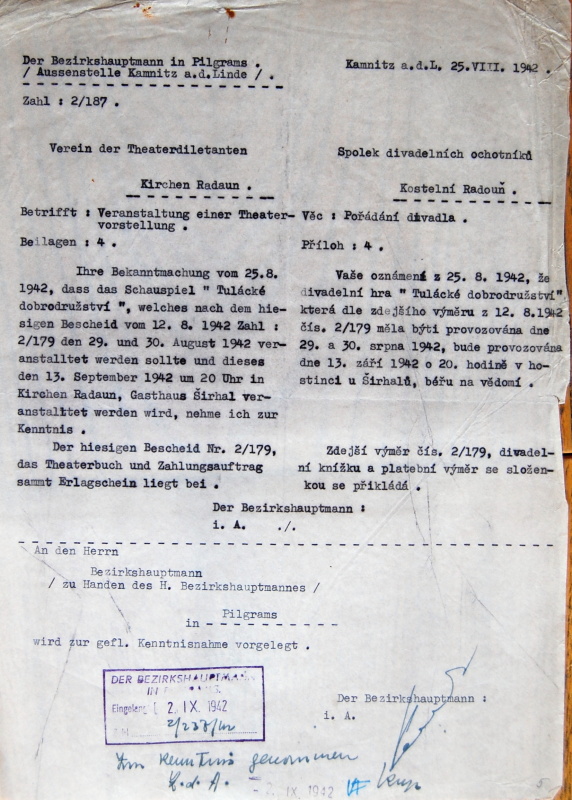 Der Bezirkshauptmann in Pilgrams .
/ Aussenstelle Kamnitz a.d.Linde / .
Zahl : 2/187 .
Kamnitz a.d.L. 25.VIII. 1942 .
Verein der Theaterdiletanten
Kirchen Radaun .
Betrifft : Veranstaltung einer Theater-
vorstellung .
Beilagen : 4 .
Ihre Bekanntmachung vom 25.8.
1942, dass das Schauspiel " Tulácké
dobrodružství ", welches nach dem hie-
sigen Bescheid vom 12. 8. 1942 Zahl :
2/179 den 29. und 30. August 1942 ver-
anstalltet werden sollte und dieses
den 13. September 1942 um 20 Uhr in
Kirchen Radaun, Gasthaus Širhal ver-
anstalltet werden wird, nehme ich zur
Kenntnis .
Der hiesigen Bescheid Nr. 2/179,
das Theaterbuch und Zahlungsauftrag
sammt Erlagschein liegt bei .
Spolek divadelních ochotníků
Kostelní Radouň .
Věc : Pořádání divadla .
Příloh : 4 .
Vaše oznámení z 25. 8. 1942, že
divadelní hra " Tulácké dobrodružství"
která dle zdejšího výměru z 12. 8.1942
čís. 2/179 měla býti provozována dne
29. a 30. srpna 1942, bude provozována
dne 13. září 1942 o 20. hodině v ho-
stinci u Širhalů, béřu na vědomí .
Zdejší výměr čís. 2/179, divadel-
ní knížku a platební výměr se složen-
kou se přikládá .
Der Bezirkshauptmann :
i. A. ./.
An den Herrn
Bezirkshauptmann
/ zu Handen des H. Bezirkshauptmannes /
in Pilgrams
wird zur gefl. Kenntnisnahme vorgelegt .
DER BEZIRKSHAUPTMANN
IN
Eingelangt 2. IX. 1942
Der Bezirkshauptmann :
i. A.
Zur Kenntnis genommen
Z. d. A.
2. IX. 1942